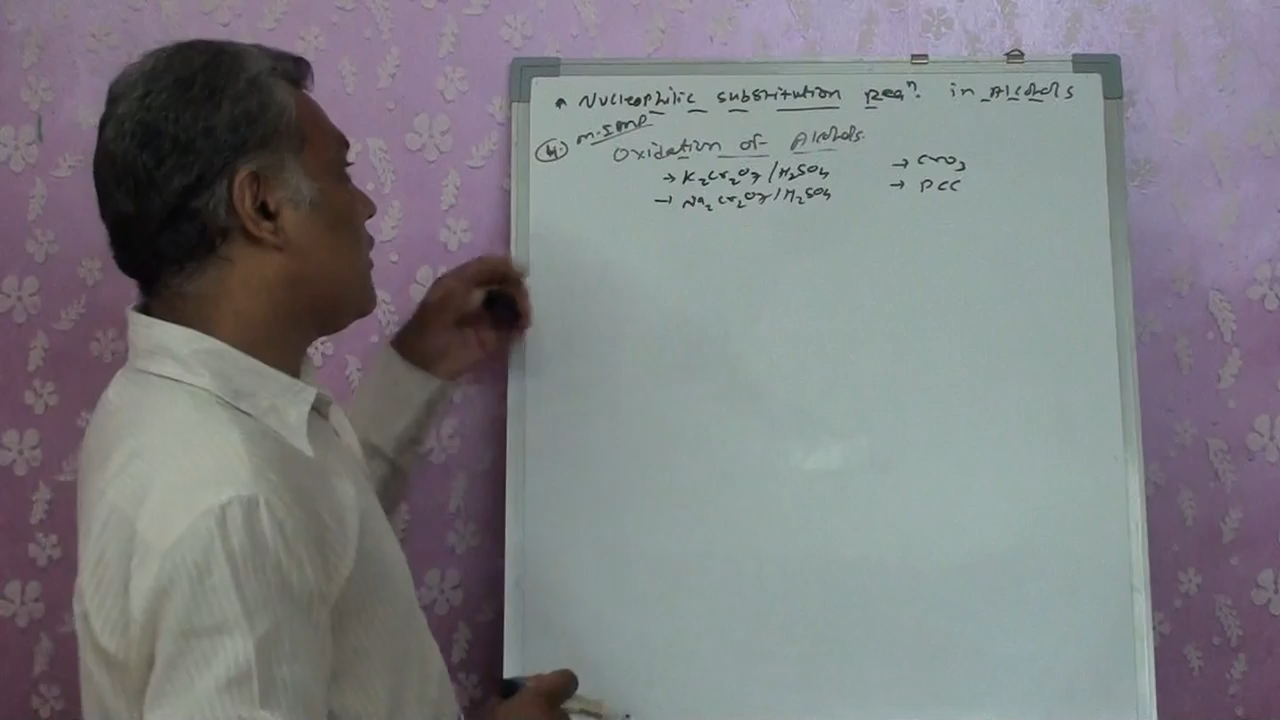 * Nucleophilic substitution reaⁿ. in Alcohols
M.Imp
(4) Oxidation of Alcohols.
→ K₂Cr₂O₇/H₂SO₄ → CrO₃
→ Na₂Cr₂O₇/H₂SO₄ → PCC